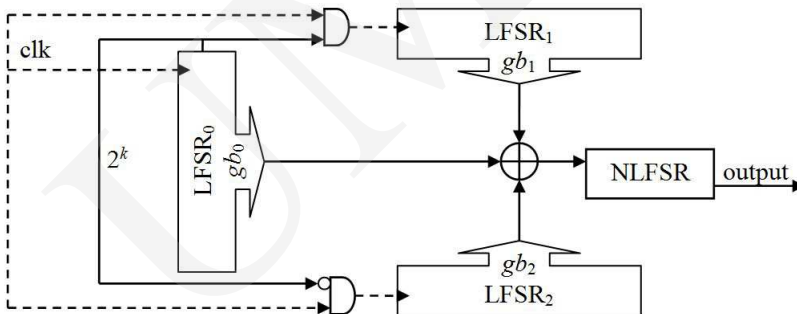 LFSR₁
gb₁
clk
LFSR₀
gb₀
2ᵏ
NLFSR
output
gb₂
LFSR₂